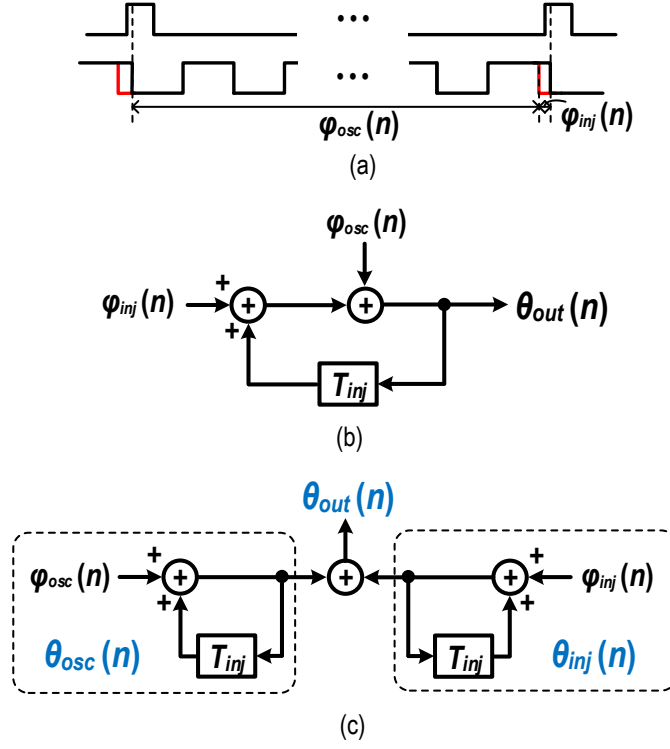 φosc(n)
φinj(n)
(a)
φosc(n)
+
φinj(n)
+
θout(n)
+
+
Tinj
(b)
θout(n)
+
+
φosc(n)
+
+
+
φinj(n)
+
+
θosc(n)
Tinj
Tinj
θinj(n)
(c)